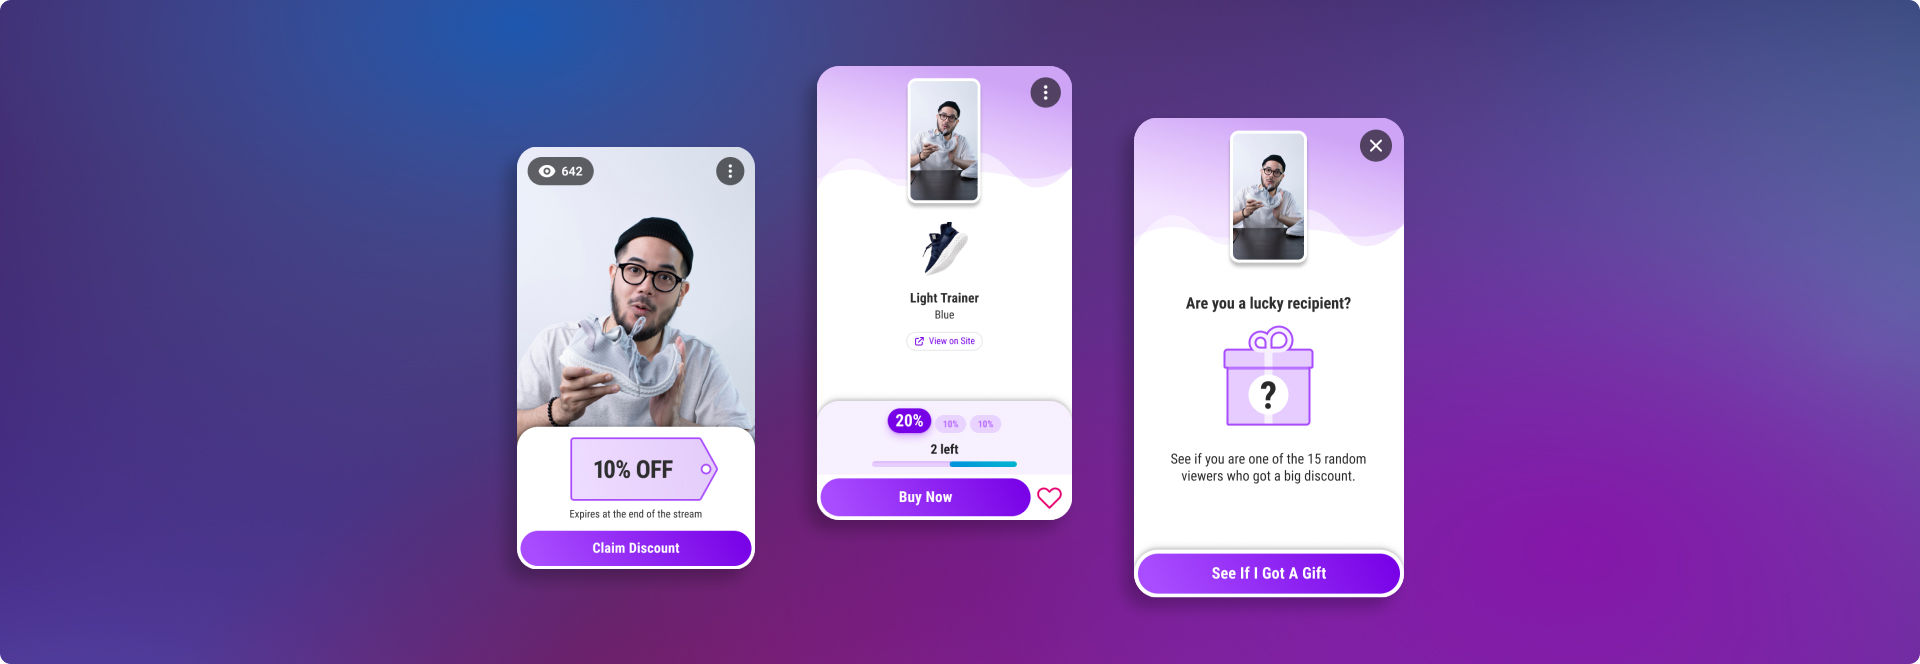 642
10% OFF
Expires at the end of the stream
Claim Discount
Light Trainer
Blue
View on Site
20% 10% 10%
2 left
Buy Now
Are you a lucky recipient?
?
See if you are one of the 15 random
viewers who got a big discount.
See If I Got A Gift